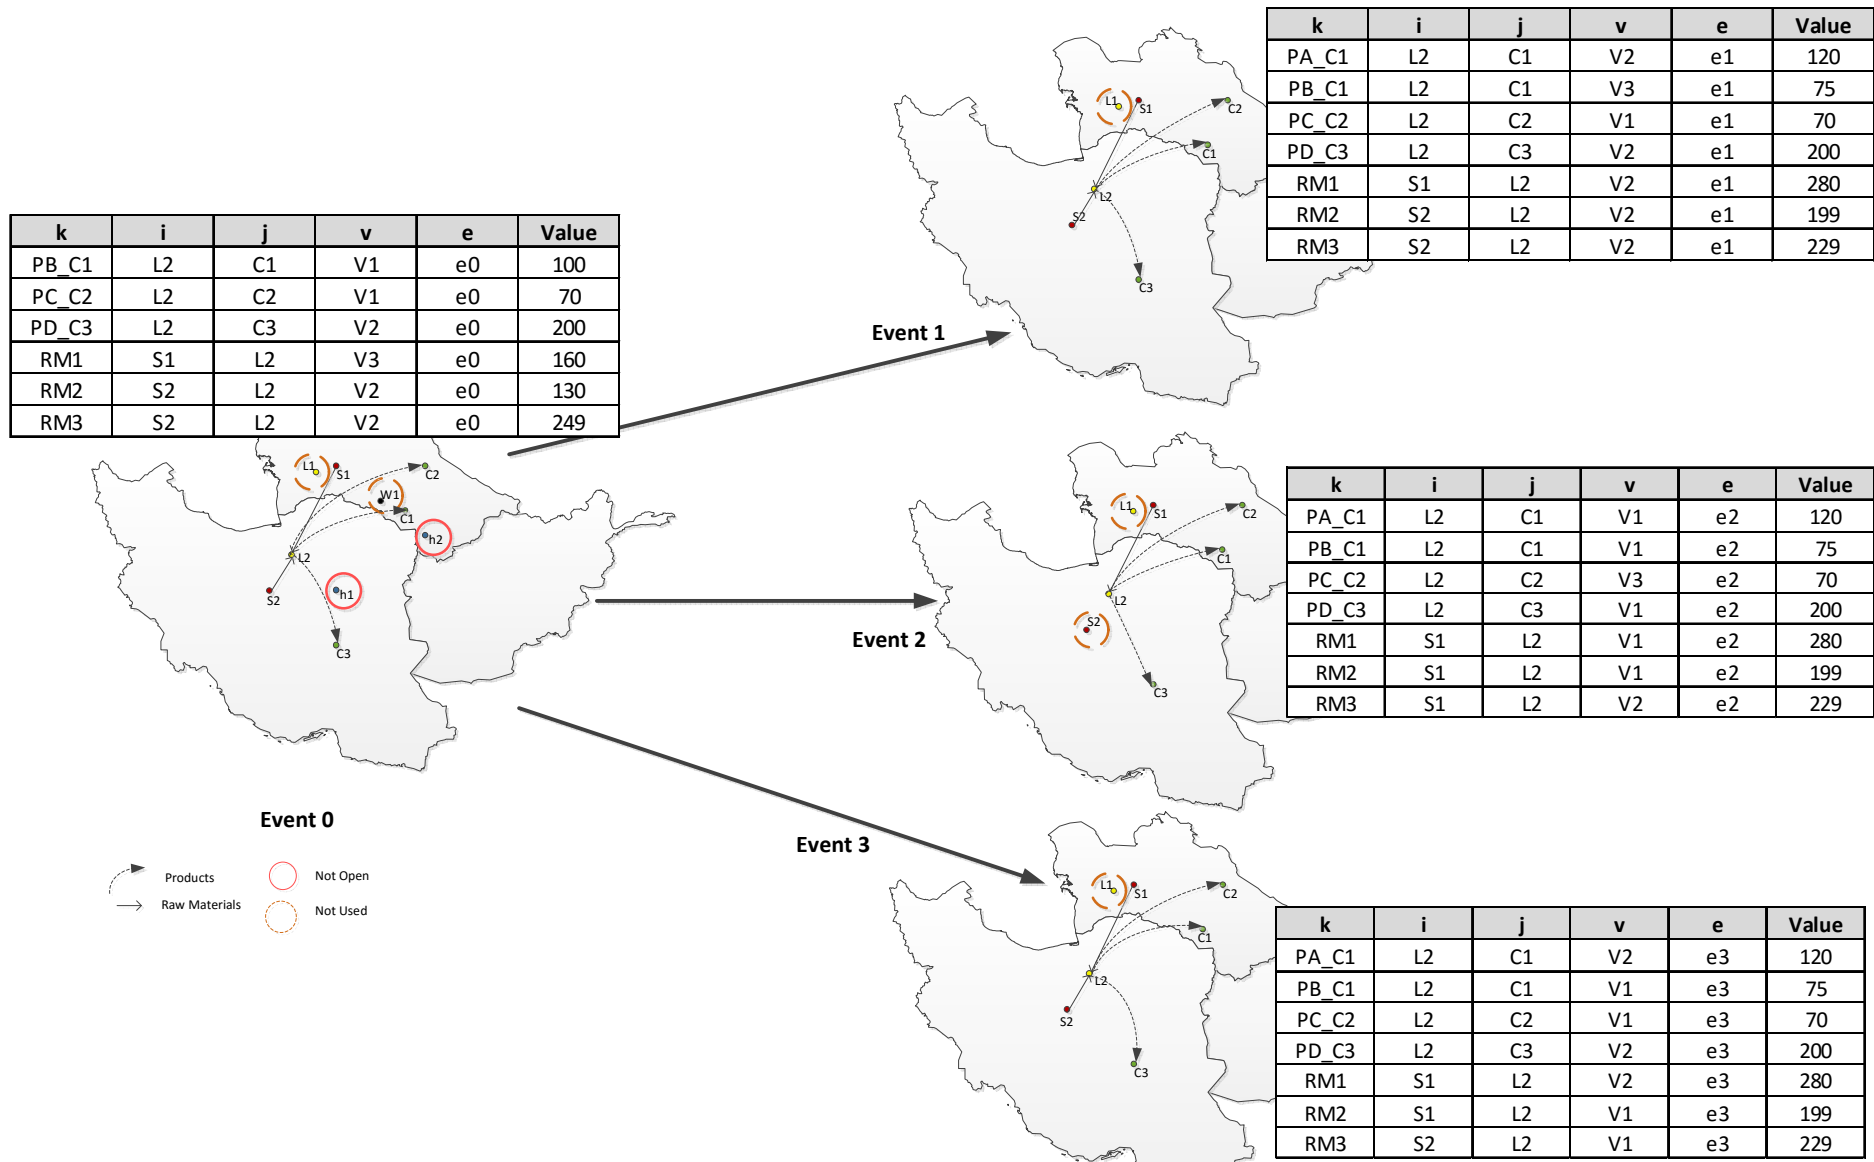 k i j v e Value
PA_C1 L2 C1 V2 e1 120
PB_C1 L2 C1 V3 e1 75
PC_C2 L2 C2 V1 e1 70
PD_C3 L2 C3 V2 e1 200
RM1 S1 L2 V2 e1 280
RM2 S2 L2 V2 e1 199
RM3 S2 L2 V2 e1 229
L1
S1
C2
C1
L2
S2
C3
Event 1
k i j v e Value
PB_C1 L2 C1 V1 e0 100
PC_C2 L2 C2 V1 e0 70
PD_C3 L2 C3 V2 e0 200
RM1 S1 L2 V3 e0 160
RM2 S2 L2 V2 e0 130
RM3 S2 L2 V2 e0 249
L1
S1
C2
W1
C1
h2
L2
S2
h1
C3
Event 0
Products
Not Open
Raw Materials
Not Used
Event 2
L1
S1
C2
C1
L2
S2
C3
k i j v e Value
PA_C1 L2 C1 V1 e2 120
PB_C1 L2 C1 V1 e2 75
PC_C2 L2 C2 V3 e2 70
PD_C3 L2 C3 V1 e2 200
RM1 S1 L2 V1 e2 280
RM2 S1 L2 V1 e2 199
RM3 S1 L2 V2 e2 229
Event 3
L1
S1
C2
C1
L2
S2
C3
k i j v e Value
PA_C1 L2 C1 V2 e3 120
PB_C1 L2 C1 V1 e3 75
PC_C2 L2 C2 V1 e3 70
PD_C3 L2 C3 V2 e3 200
RM1 S1 L2 V2 e3 280
RM2 S1 L2 V1 e3 199
RM3 S2 L2 V1 e3 229